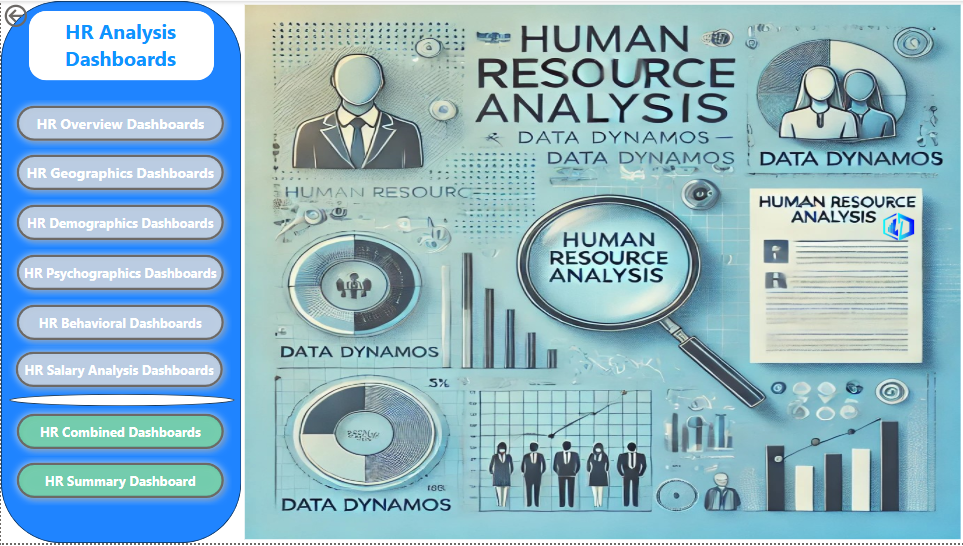 HR Analysis
Dashboards
HR Overview Dashboards
HR Geographics Dashboards
HR Demographics Dashboards
HR Psychographics Dashboards
HR Behavioral Dashboards
HR Salary Analysis Dashboards
HR Combined Dashboards
HR Summary Dashboard
HUMAN
RESOURCE
ANALYSIS
DATA DYNAMOS
DATA DYNAMOS
DATA DYNAMOS
HUMAN RESOURC
HUMAN RESOURCE
ANALYSIS
HUMAN
RESOURCE
ANALYSIS
DATA DYNAMOS
5%
DATA DYNAMOS